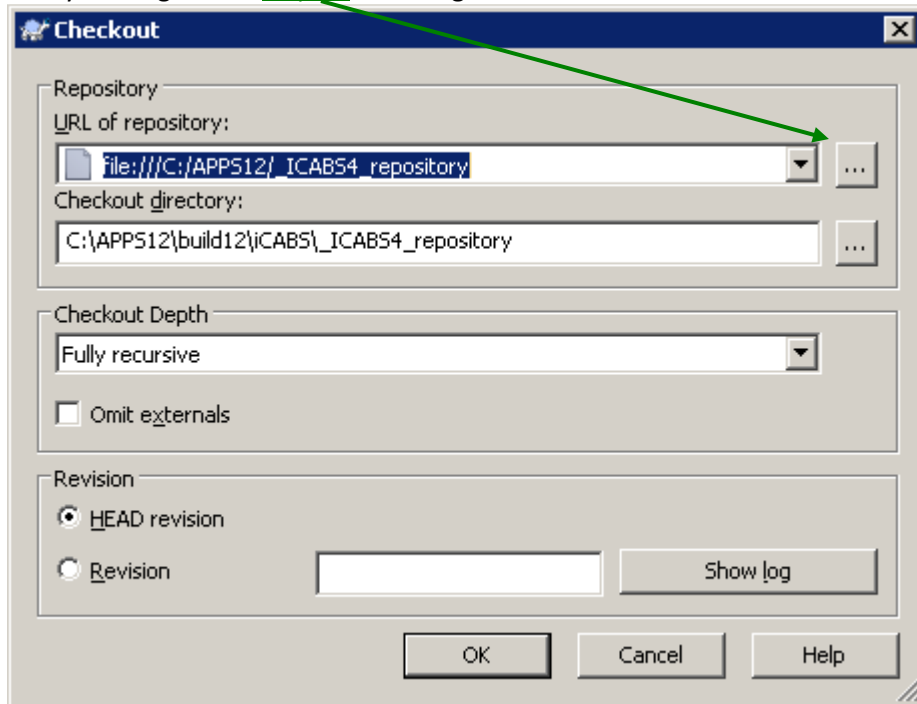 Checkout
Repository
URL of repository:
file:///C:/APPS12/_ICABS4_repository
...
Checkout directory:
C:\APPS12\build12\iCABS\_ICABS4_repository
...
Checkout Depth
Fully recursive
Omit externals
Revision
HEAD revision
Revision
Show log
OK Cancel Help